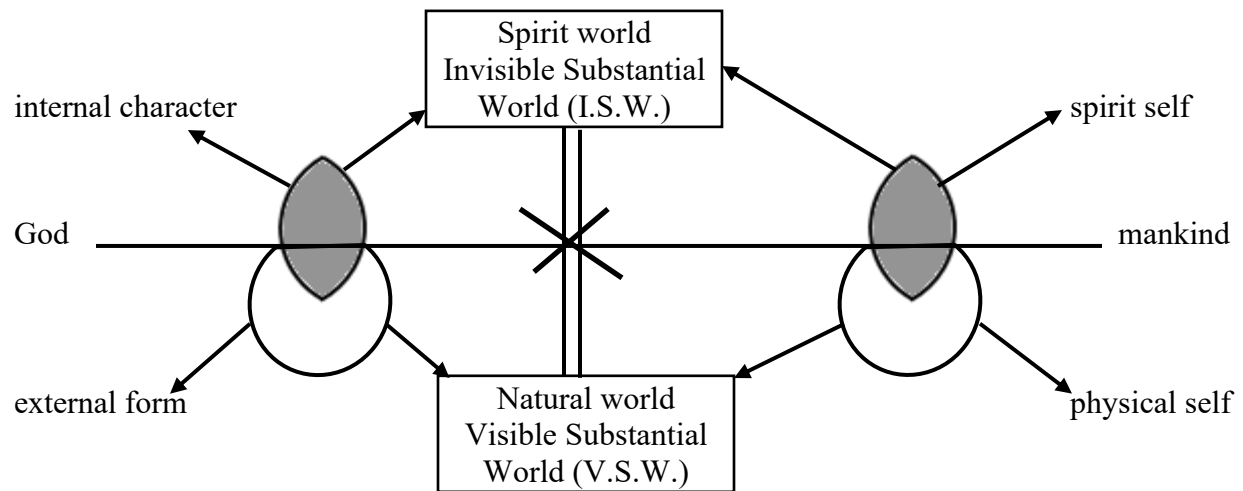 Spirit world
Invisible Substantial
World (I.S.W.)
internal character
spirit self
God
mankind
external form
physical self
Natural world
Visible Substantial
World (V.S.W.)